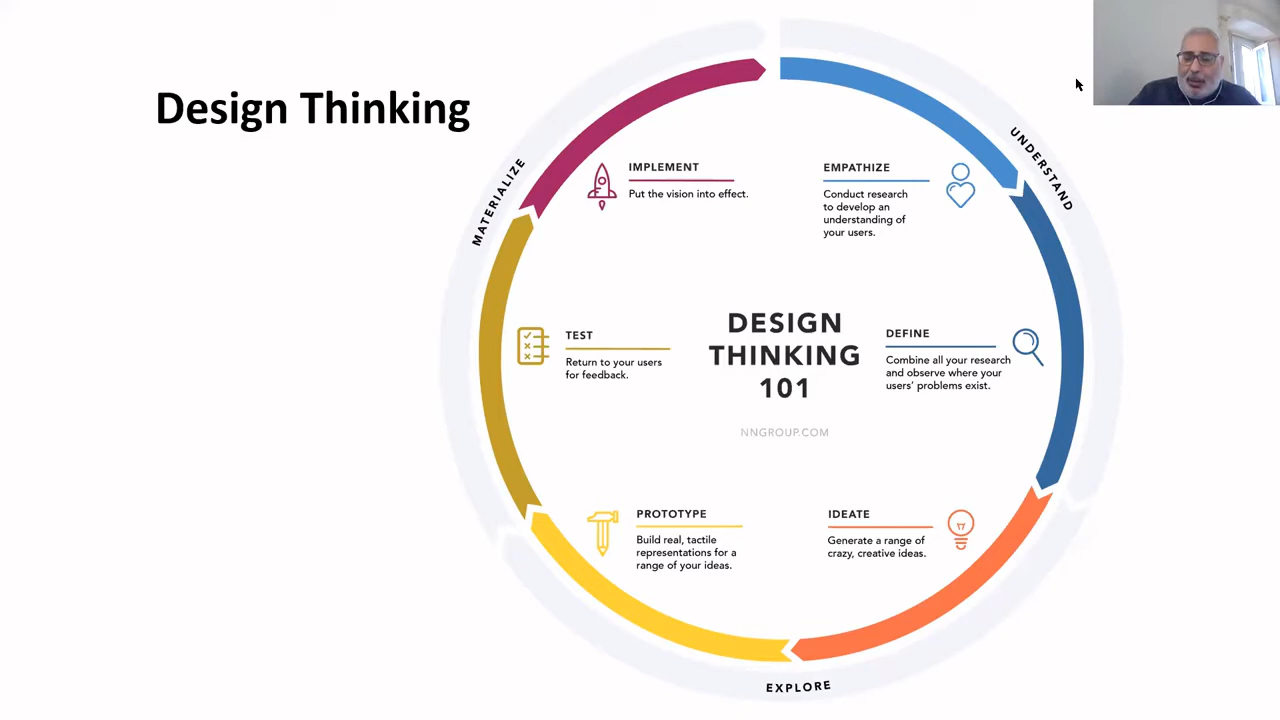 Design Thinking
UNDERSTAND
EMPATHIZE
Conduct research
to develop an
understanding of
your users.
DEFINE
Combine all your research
and observe where your
users' problems exist.
EXPLORE
IDEATE
Generate a range of
crazy, creative ideas.
PROTOTYPE
Build real, tactile
representations for a
range of your ideas.
MATERIALIZE
TEST
Return to your users
for feedback.
IMPLEMENT
Put the vision into effect.
DESIGN
THINKING
101
NNGROUP.COM